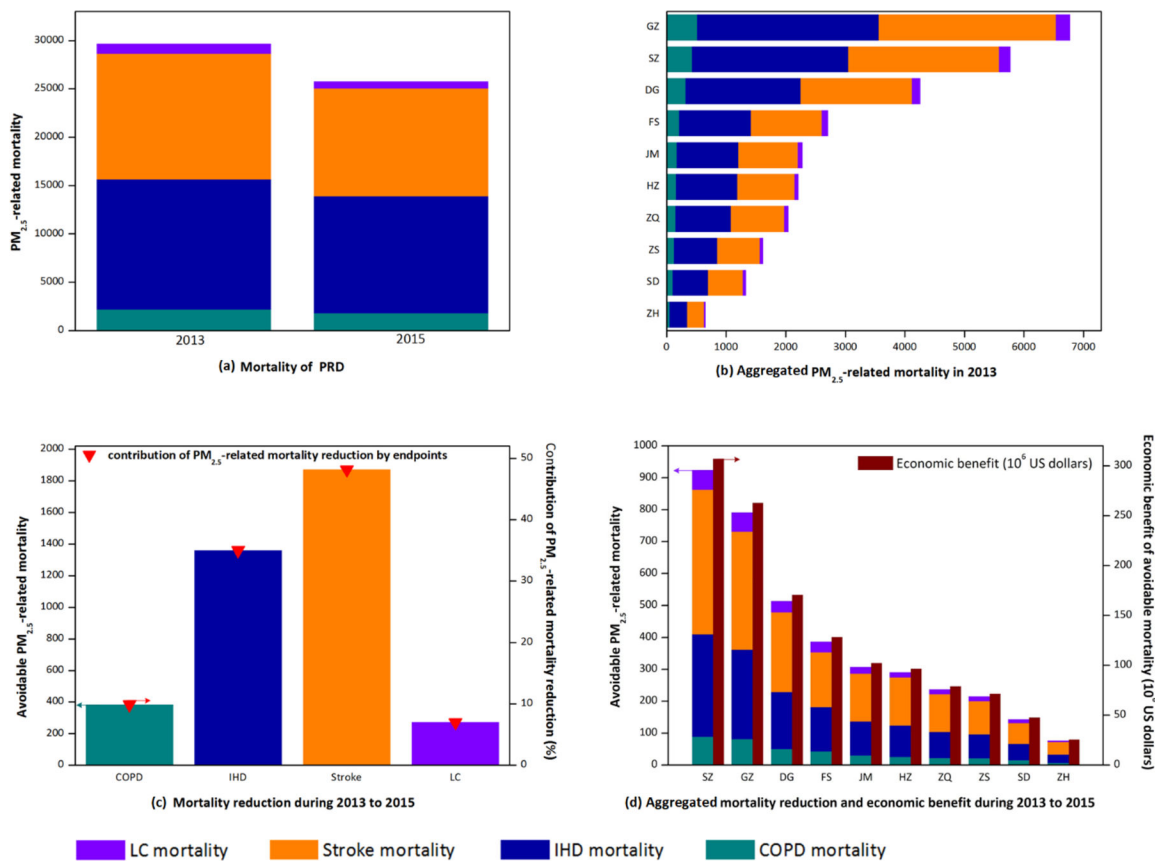 30000
25000
20000
15000
10000
5000
0
PM2.5-related mortality
2013 2015
(a) Mortality of PRD
GZ
SZ
DG
FS
JM
HZ
ZQ
ZS
SD
ZH
0 1000 2000 3000 4000 5000 6000 7000
(b) Aggregated PM2.5-related mortality in 2013
2000
1800
1600
1400
1200
1000
800
600
400
200
0
Avoidable PM2.5-related mortality
contribution of PM2.5-related mortality reduction by endpoints
50
40
30
20
10
0
Contribution of PM2.5-related mortality reduction (%)
COPD IHD Stroke LC
(c) Mortality reduction during 2013 to 2015
1000
900
800
700
600
500
400
300
200
100
0
Avoidable PM2.5-related mortality
Economic benefit (10⁶ US dollars)
300
250
200
150
100
50
0
Economic benefit of avoidable mortality (10⁶ US dollars)
SZ GZ DG FS JM HZ ZQ ZS SD ZH
(d) Aggregated mortality reduction and economic benefit during 2013 to 2015
LC mortality Stroke mortality IHD mortality COPD mortality